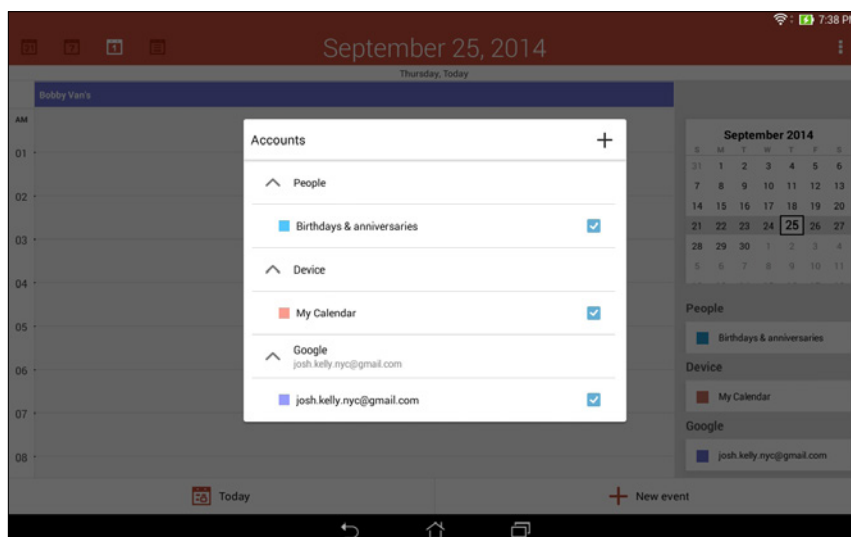 7:38 PM
31 7 1
September 25, 2014
Thursday, Today
Bobby Van's
AM
01
02
03
04
05
06
07
08
Accounts
People
Birthdays & anniversaries
Device
My Calendar
Google
josh.kelly.nyc@gmail.com
josh.kelly.nyc@gmail.com
September 2014
S M T W T F S
31 1 2 3 4 5 6
7 8 9 10 11 12 13
14 15 16 17 18 19 20
21 22 23 24 25 26 27
28 29 30 1 2 3 4
5 6 7 8 9 10 11
People
Birthdays & anniversaries
Device
My Calendar
Google
josh.kelly.nyc@gmail.com
Today
New event